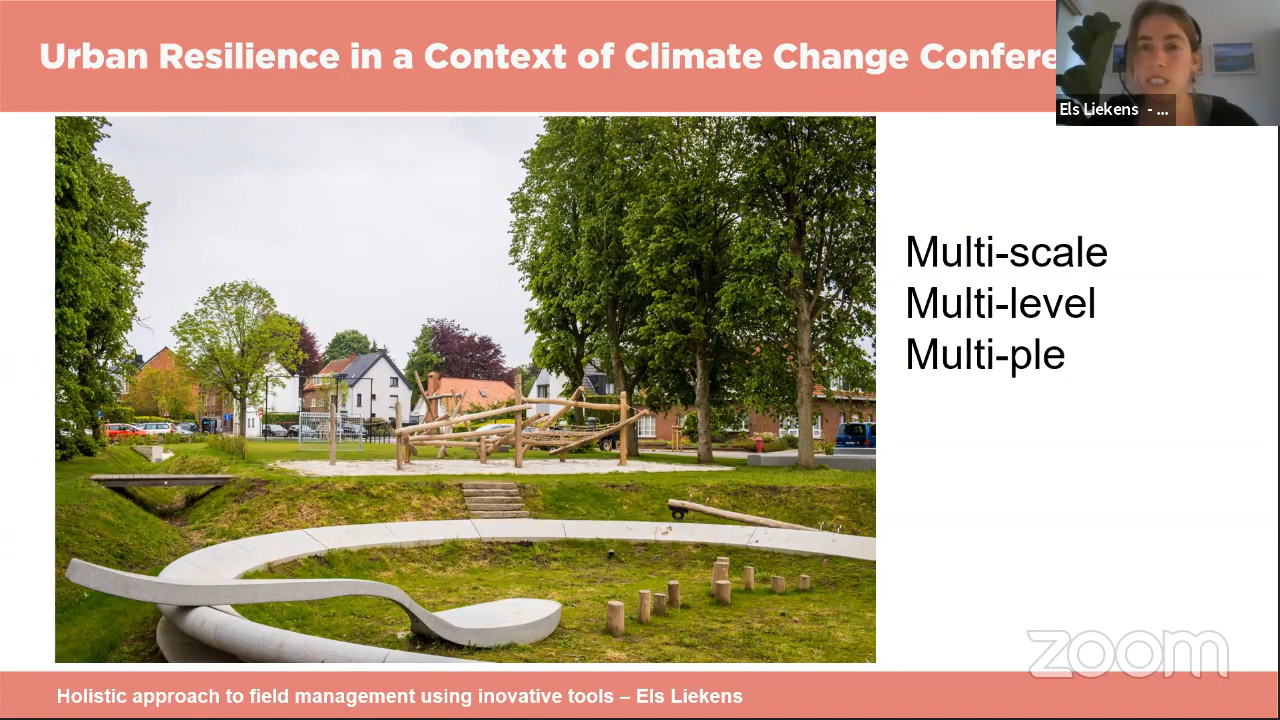 Urban Resilience in a Context of Climate Change Confere
Els Liekens - ...
Multi-scale
Multi-level
Multi-ple
zoom
Holistic approach to field management using inovative tools – Els Liekens